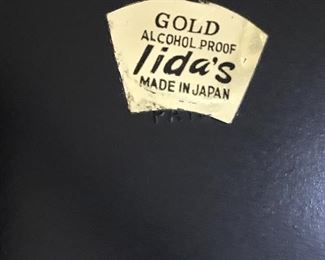 GOLD
ALCOHOL PROOF
Iida's
MADE IN JAPAN